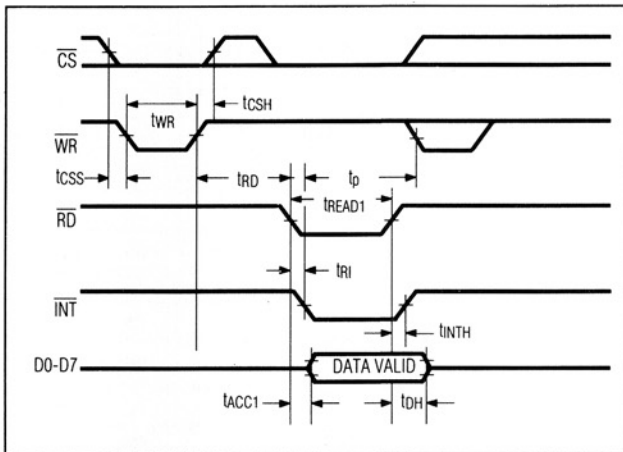 CS
tCSH
tWR
WR
tCSS
tRD
tp
tREAD1
RD
tRI
INT
tINTH
D0-D7
DATA VALID
tACC1
tDH